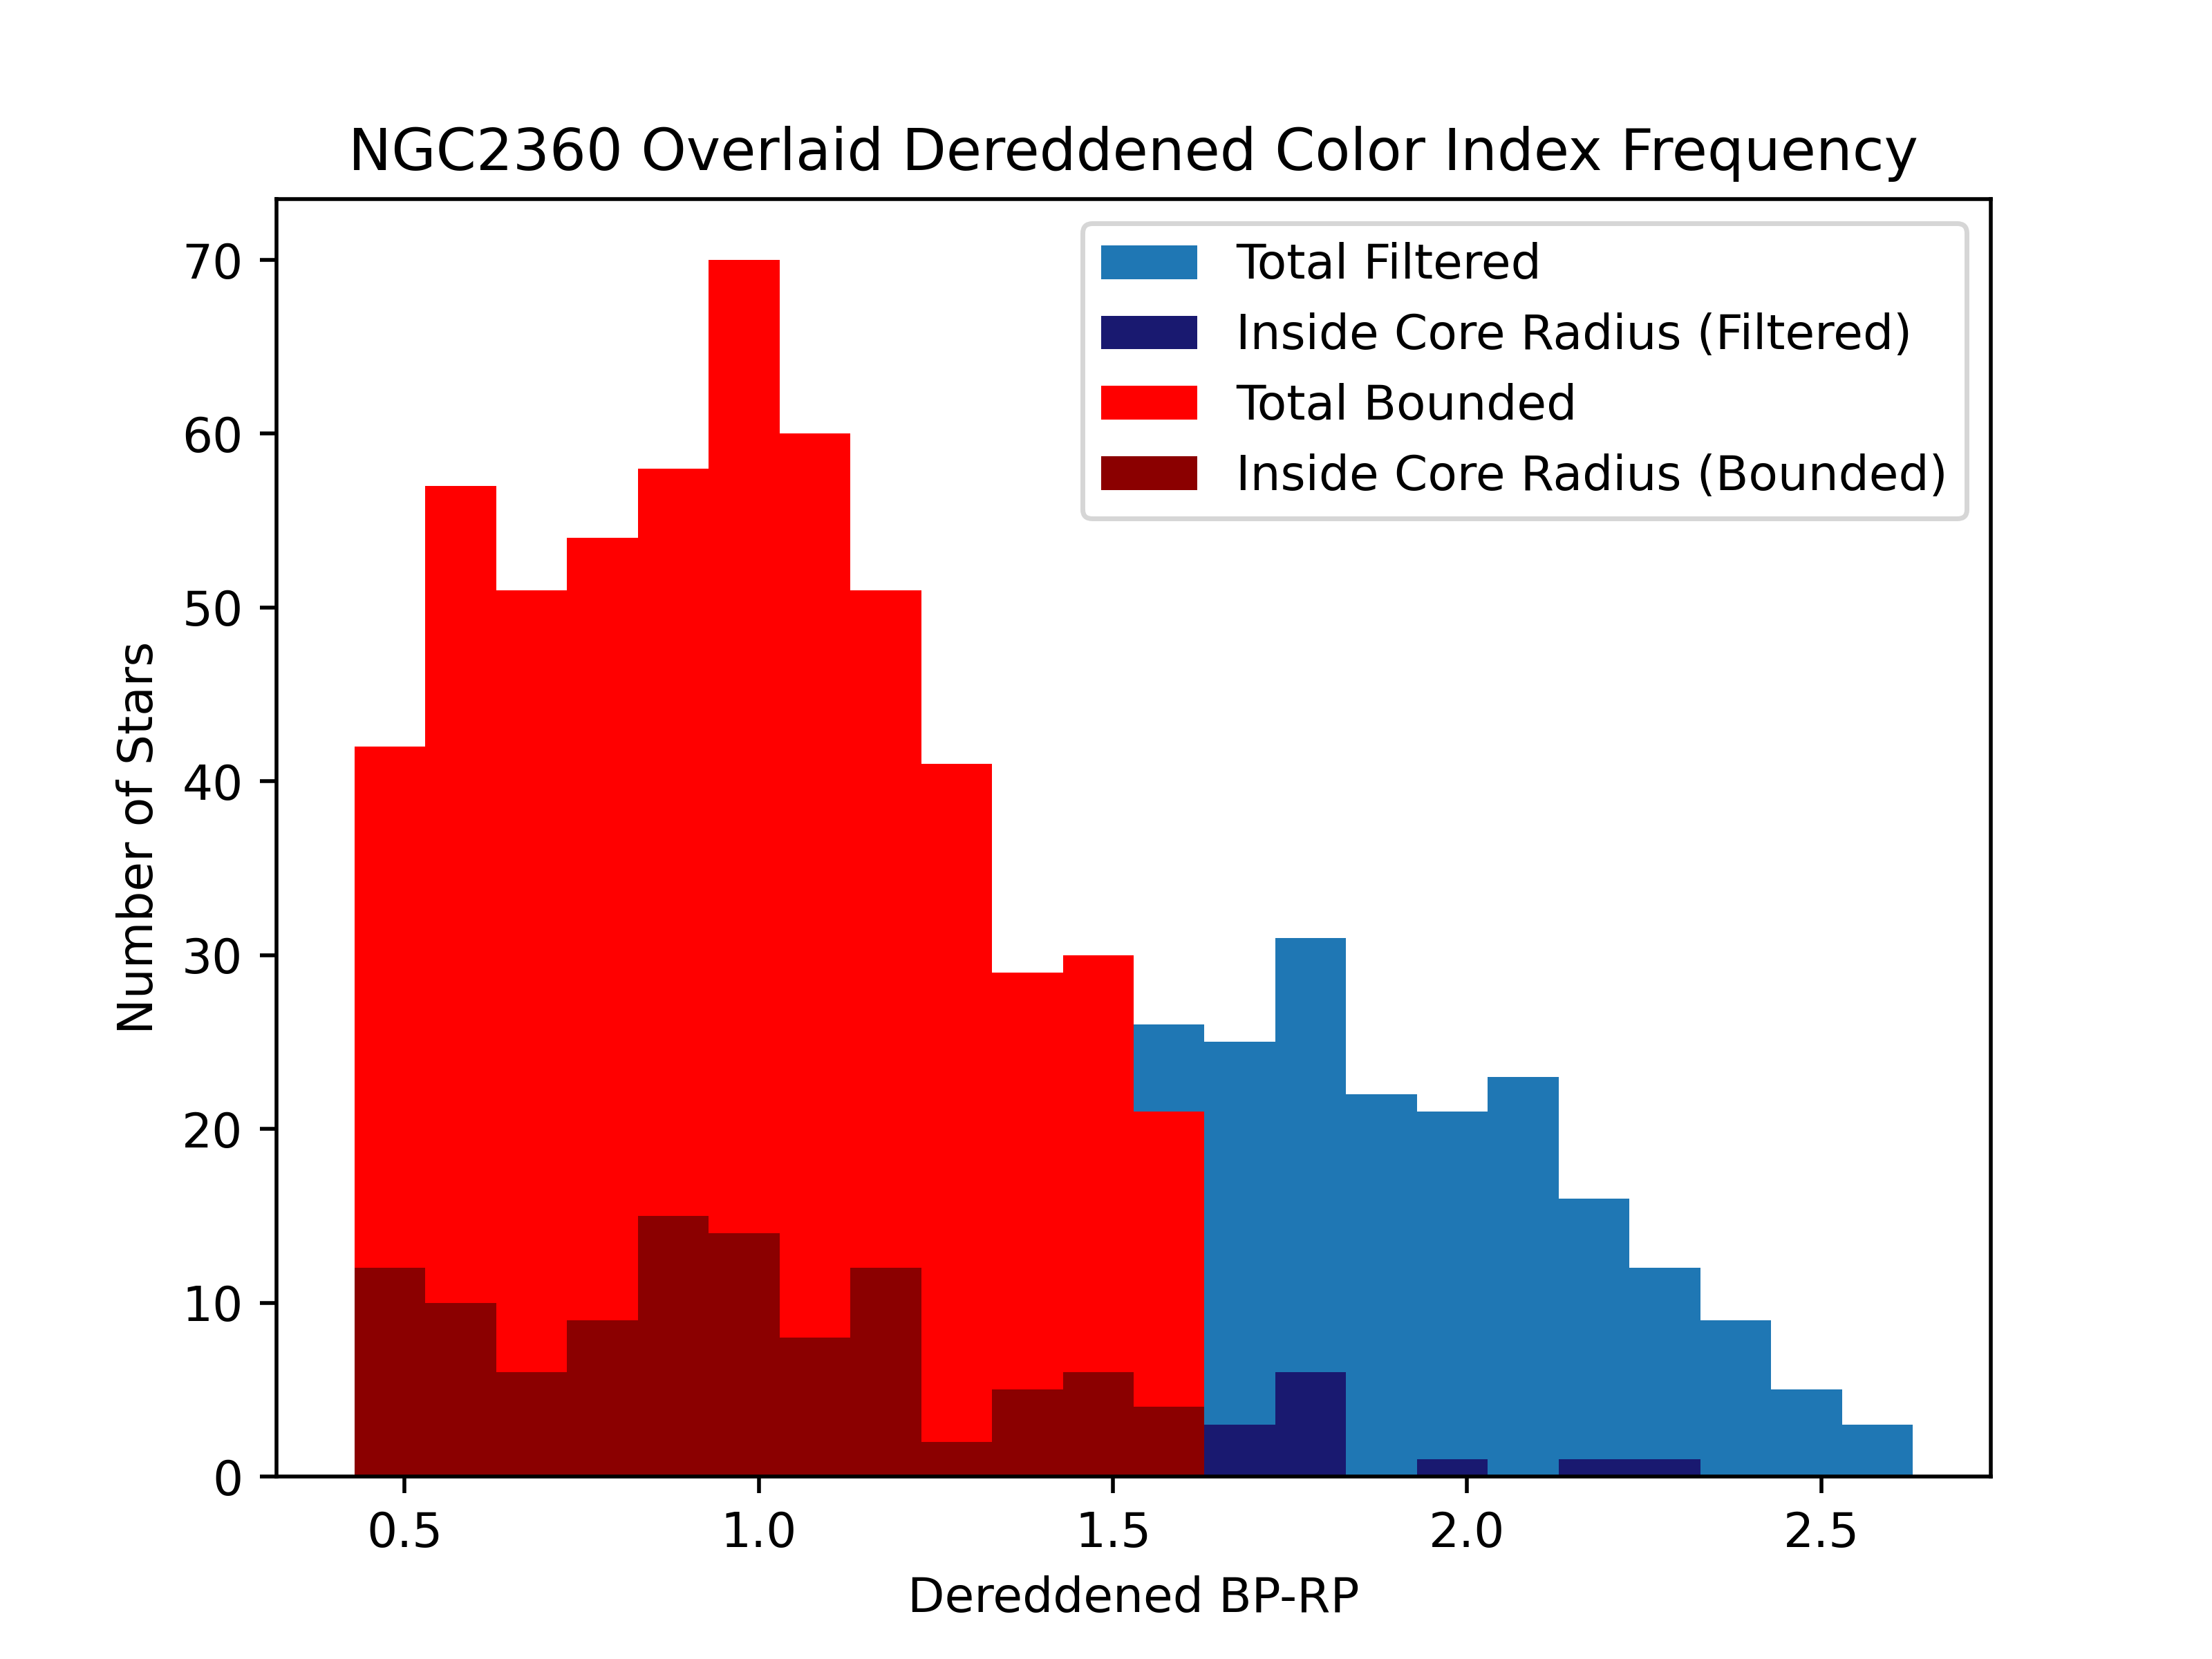 NGC2360 Overlaid Dereddened Color Index Frequency
Total Filtered
Inside Core Radius (Filtered)
Total Bounded
Inside Core Radius (Bounded)
Number of Stars
70
60
50
40
30
20
10
0
0.5 1.0 1.5 2.0 2.5
Dereddened BP-RP